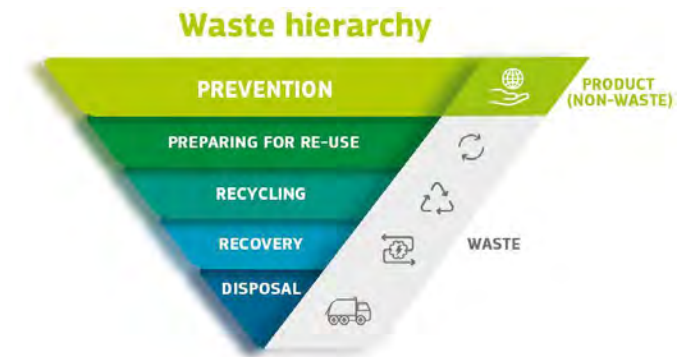 Waste hierarchy
PREVENTION
PRODUCT
(NON-WASTE)
PREPARING FOR RE-USE
RECYCLING
RECOVERY
WASTE
DISPOSAL